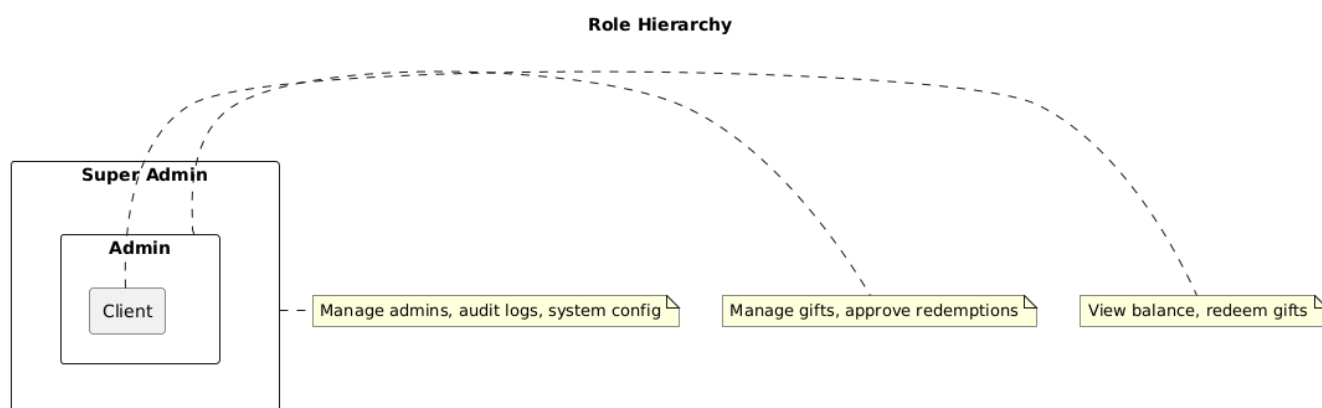 Role Hierarchy
Super Admin
Admin
Client
Manage admins, audit logs, system config
Manage gifts, approve redemptions
View balance, redeem gifts